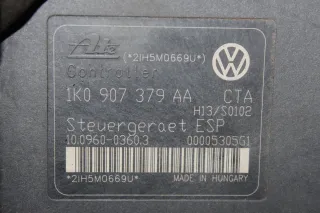 Ate (*2IH5M0669U*)
Controller
1K0 907 379 AA CTA
H13/S0102
Steuergeraet ESP
10.0960-0360.3 00005305G1
*2IH5M0669U*
MADE IN HUNGARY